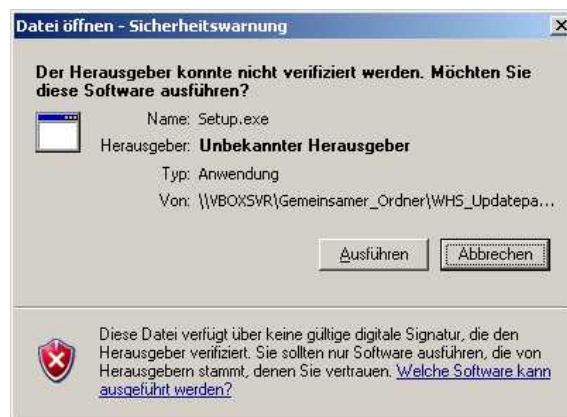 Datei öffnen - Sicherheitswarnung
Der Herausgeber konnte nicht verifiziert werden. Möchten Sie
diese Software ausführen?
Name: Setup.exe
Herausgeber: Unbekannter Herausgeber
Typ: Anwendung
Von: \\VBOXSVR\Gemeinsamer_Ordner\WHS_Updatepa...
Ausführen
Abbrechen
Diese Datei verfügt über keine gültige digitale Signatur, die den
Herausgeber verifiziert. Sie sollten nur Software ausführen, die von
Herausgebern stammt, denen Sie vertrauen. Welche Software kann
ausgeführt werden?